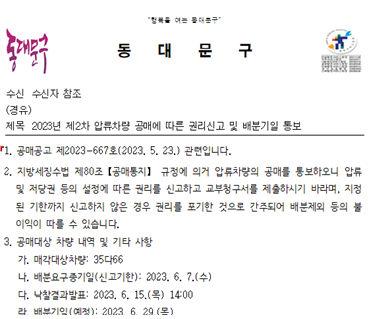 "행복을 여는 동대문구"
동대문구
동 대 문 구
수신 수신자 참조
(경유)
제목 2023년 제2차 압류차량 공매에 따른 권리신고 및 배분기일 통보
1. 공매공고 제2023-667호(2023. 5. 23.) 관련입니다.
2. 지방세징수법 제80조【공매통지】 규정에 의거 압류차량의 공매를 통보하오니 압류
및 저당권 등의 설정에 따른 권리를 신고하고 교부청구서를 제출하시기 바라며, 지정
된 기한까지 신고하지 않은 경우 권리를 포기한 것으로 간주되어 배분제외 등의 불
이익이 따를 수 있습니다.
3. 공매대상 차량 내역 및 기타 사항
가. 매각대상차량: 35다66
나. 배분요구종기일(신고기한): 2023. 6. 7.(수)
다. 낙찰결과발표: 2023. 6. 15.(목) 14:00
라. 배분기일(예정): 2023. 6. 29.(목)